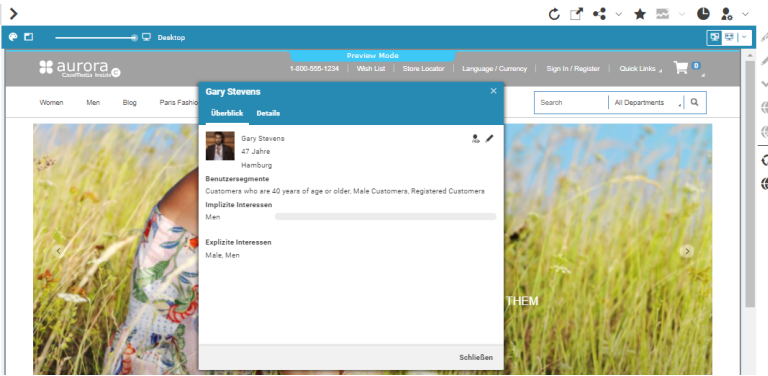 Desktop
Preview Mode
aurora
CoreMedia Inside
1-800-555-1234 Wish List Store Locator Language / Currency Sign In / Register Quick Links 0
Women Men Blog Paris Fashio
Search All Departments
Gary Stevens
Überblick Details
Gary Stevens
47 Jahre
Hamburg
Benutzersegmente
Customers who are 40 years of age or older, Male Customers, Registered Customers
Implizite Interessen
Men
Explizite Interessen
Male, Men
THEM
Schließen